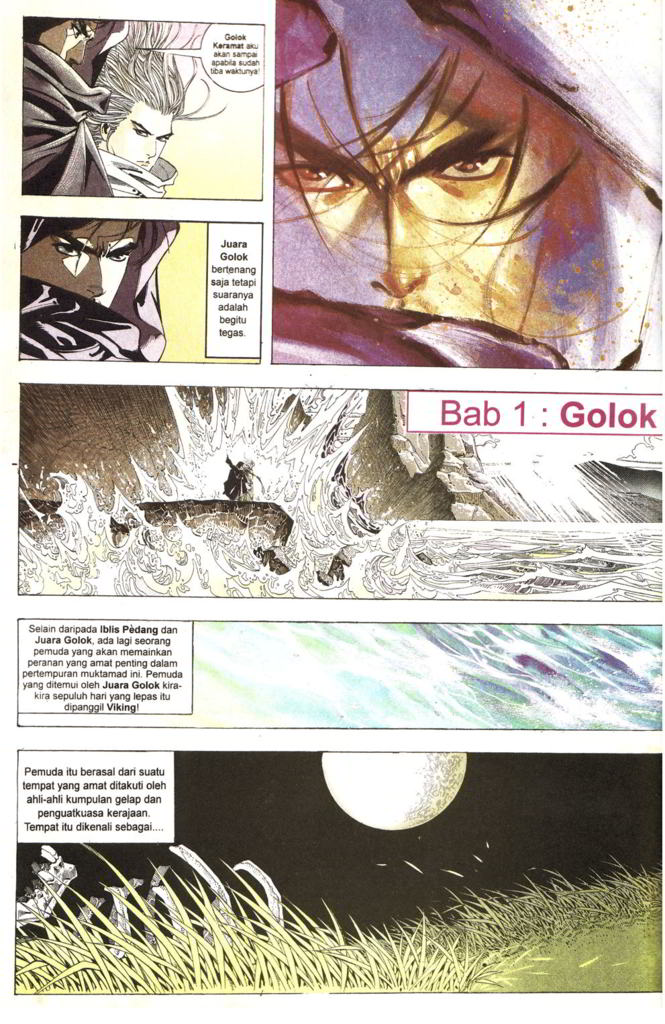 Golok
Keramat aku
akan sampai
apabila sudah
tiba waktunya!
Juara
Golok
bertenang
saja tetapi
suaranya
adalah
begitu
tegas.
Bab 1 : Golok
Selain daripada Iblis Pèdang dan
Juara Golok, ada lagi seorang
pemuda yang akan memainkan
peranan yang amat penting dalam
pertempuran muktamad ini. Pemuda
yang ditemui oleh Juara Golok kira-
kira sepuluh hari yang lepas itu
dipanggil Viking!
Pemuda itu berasal dari suatu
tempat yang amat ditakuti oleh
ahli-ahli kumpulan gelap dan
penguatkuasa kerajaan.
Tempat itu dikenali sebagai....